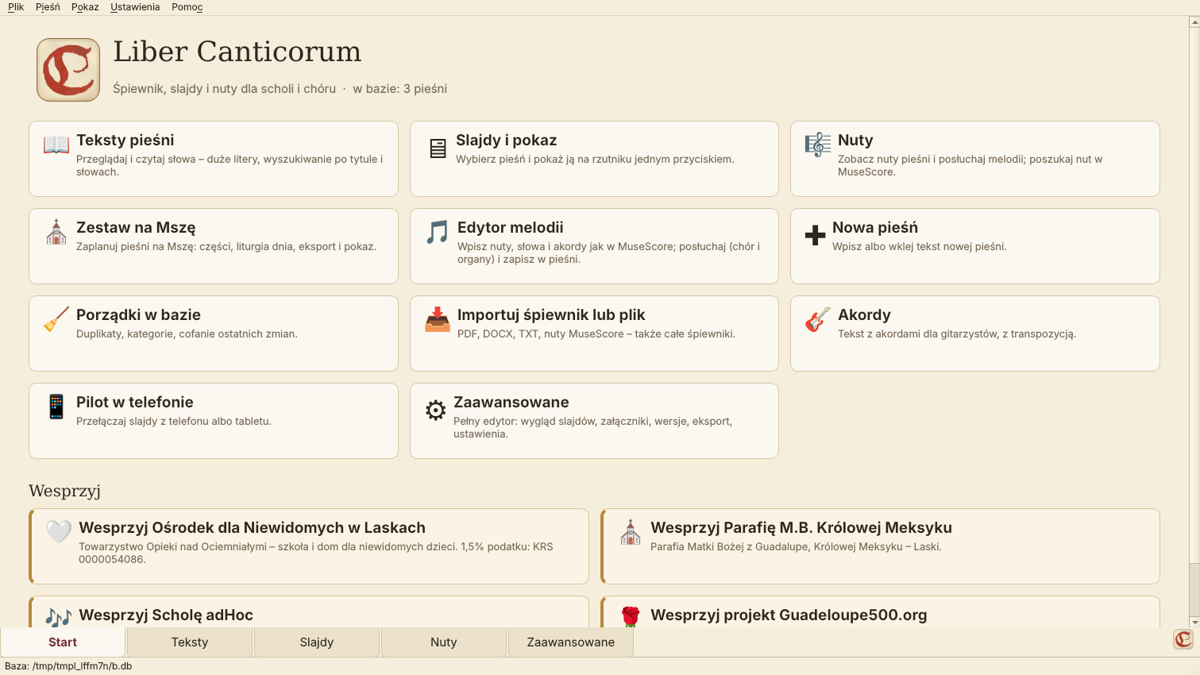 Plik Pieśń Pokaz Ustawienia Pomoc
Liber Canticorum
Śpiewnik, slajdy i nuty dla scholi i chóru · w bazie: 3 pieśni
Teksty pieśni
Przeglądaj i czytaj słowa – duże litery, wyszukiwanie po tytule i
słowach.
Slajdy i pokaz
Wybierz pieśń i pokaż ją na rzutniku jednym przyciskiem.
Nuty
Zobacz nuty pieśni i posłuchaj melodii; poszukaj nut w
MuseScore.
Zestaw na Mszę
Zaplanuj pieśni na Mszę: części, liturgia dnia, eksport i pokaz.
Edytor melodii
Wpisz nuty, słowa i akordy jak w MuseScore; posłuchaj (chór i
organy) i zapisz w pieśni.
Nowa pieśń
Wpisz albo wklej tekst nowej pieśni.
Porządki w bazie
Duplikaty, kategorie, cofanie ostatnich zmian.
Importuj śpiewnik lub plik
PDF, DOCX, TXT, nuty MuseScore – także całe śpiewniki.
Akordy
Tekst z akordami dla gitarzystów, z transpozycją.
Pilot w telefonie
Przełączaj slajdy z telefonu albo tabletu.
Zaawansowane
Pełny edytor: wygląd slajdów, załączniki, wersje, eksport,
ustawienia.
Wesprzyj
Wesprzyj Ośrodek dla Niewidomych w Laskach
Towarzystwo Opieki nad Ociemniałymi – szkoła i dom dla niewidomych dzieci. 1,5% podatku: KRS
0000054086.
Wesprzyj Parafię M.B. Królowej Meksyku
Parafia Matki Bożej z Guadalupe, Królowej Meksyku – Laski.
Wesprzyj Scholę adHoc
Wesprzyj projekt Guadeloupe500.org
Start Teksty Slajdy Nuty Zaawansowane
Baza: /tmp/tmpl_lffm7n/b.db